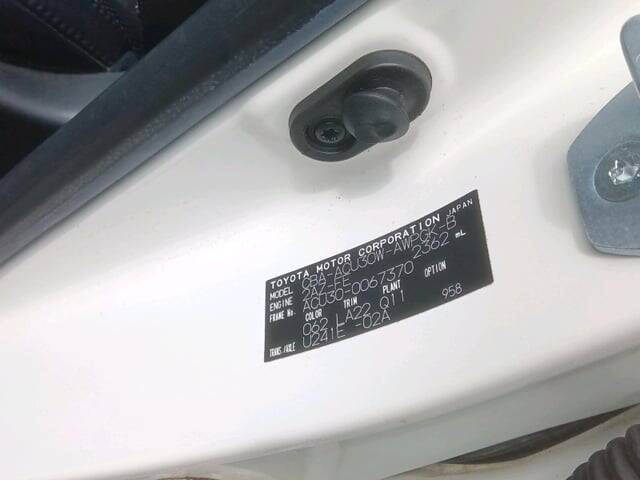 TOYOTA MOTOR CORPORATION JAPAN
MODEL CBA-ACU30W-AWPGK-B
ENGINE 2AZ-FE 2362 mL
FRAME No. ACU30-0067370
COLOR TRIM PLANT OPTION
062 LA22 Q11
TRANS./AXLE U241E -02A 958